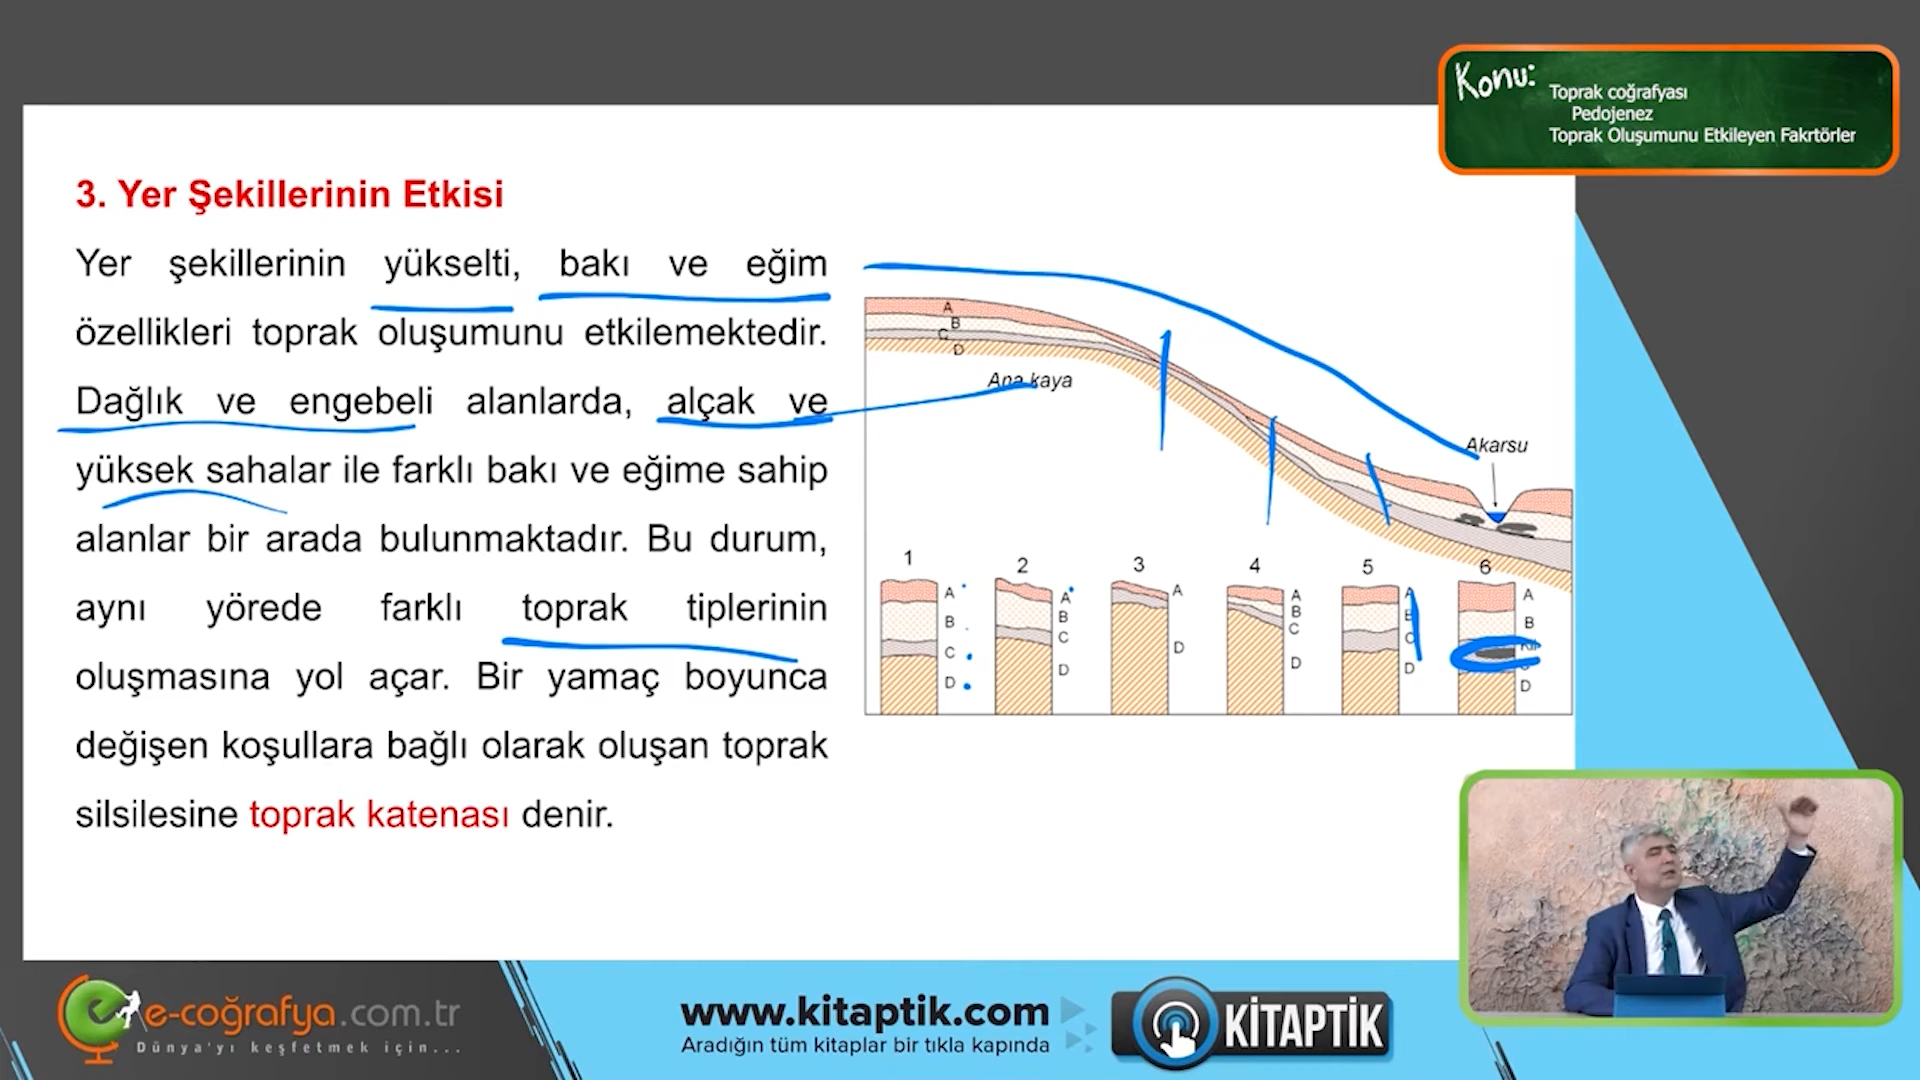 Konu:
Toprak coğrafyası
Pedojenez
Toprak Oluşumunu Etkileyen Fakrtörler
3. Yer Şekillerinin Etkisi
Yer şekillerinin yükselti, bakı ve eğim
özellikleri toprak oluşumunu etkilemektedir.
Dağlık ve engebeli alanlarda, alçak ve
yüksek sahalar ile farklı bakı ve eğime sahip
alanlar bir arada bulunmaktadır. Bu durum,
aynı yörede farklı toprak tiplerinin
oluşmasına yol açar. Bir yamaç boyunca
değişen koşullara bağlı olarak oluşan toprak
silsilesine toprak katenası denir.
A
B
C
D
Ana kaya
Akarsu
1 2 3 4 5 6
A B C D
A B C D
A D
A B C D
A B C D
A B Kil D
e-coğrafya.com.tr
Dünya'yı keşfetmek için...
www.kitaptik.com
Aradığın tüm kitaplar bir tıkla kapında
KİTAPTİK